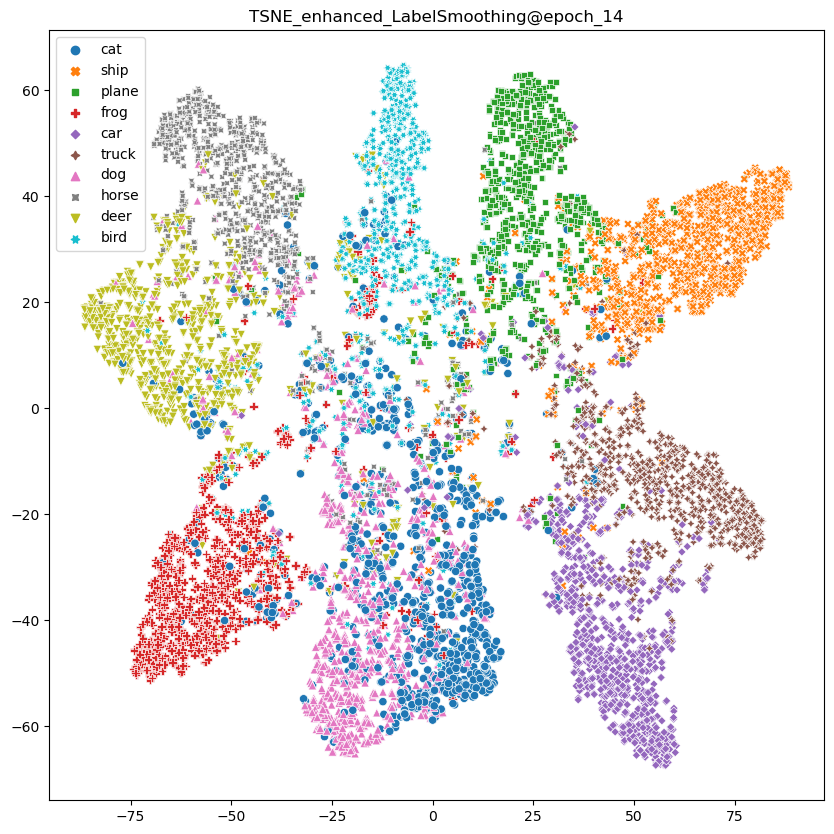 TSNE_enhanced_LabelSmoothing@epoch_14
cat
ship
plane
frog
car
truck
dog
horse
deer
bird
60
40
20
0
−20
−40
−60
−75
−50
−25
0
25
50
75